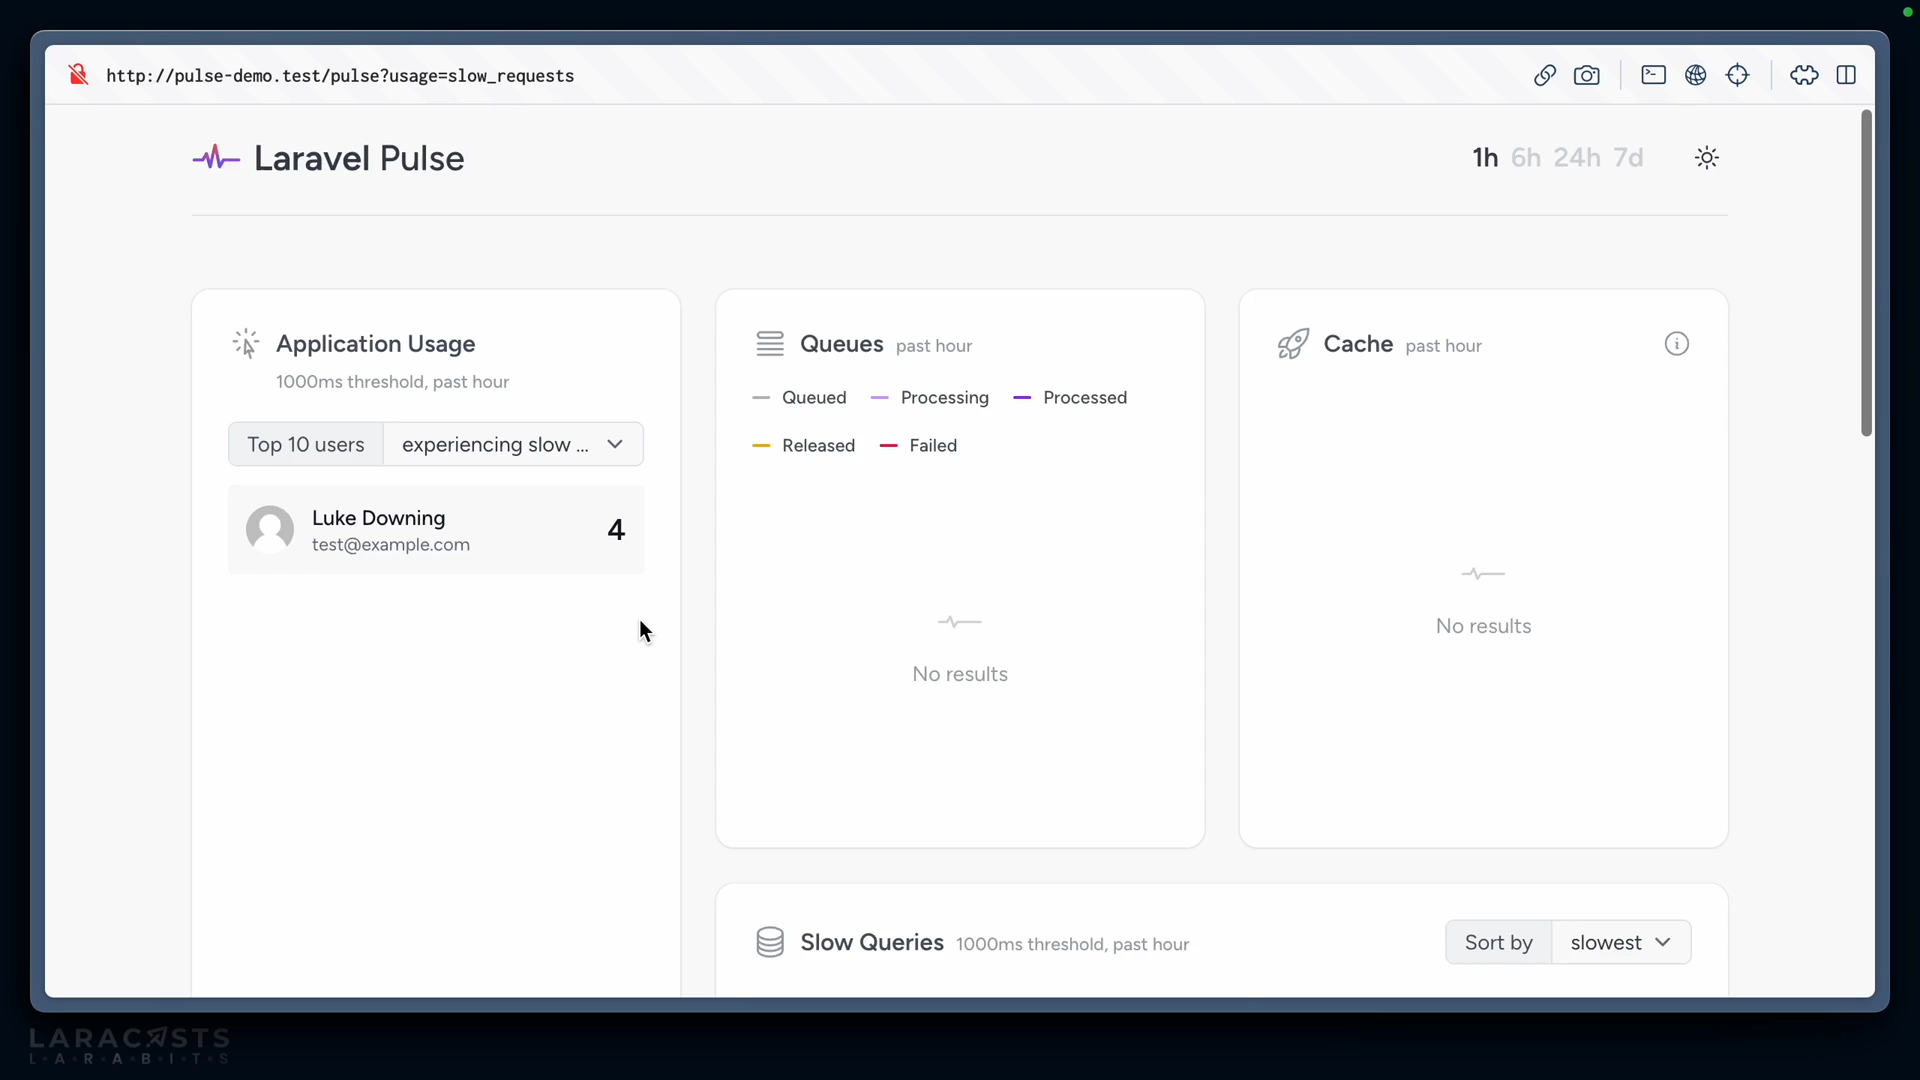 http://pulse-demo.test/pulse?usage=slow_requests
Laravel Pulse
1h 6h 24h 7d
Application Usage
1000ms threshold, past hour
Top 10 users
experiencing slow ...
Luke Downing
test@example.com
4
Queues past hour
Queued
Processing
Processed
Released
Failed
No results
Cache past hour
No results
Slow Queries 1000ms threshold, past hour
Sort by
slowest
LARACASTS
L·A·R·A·B·I·T·S